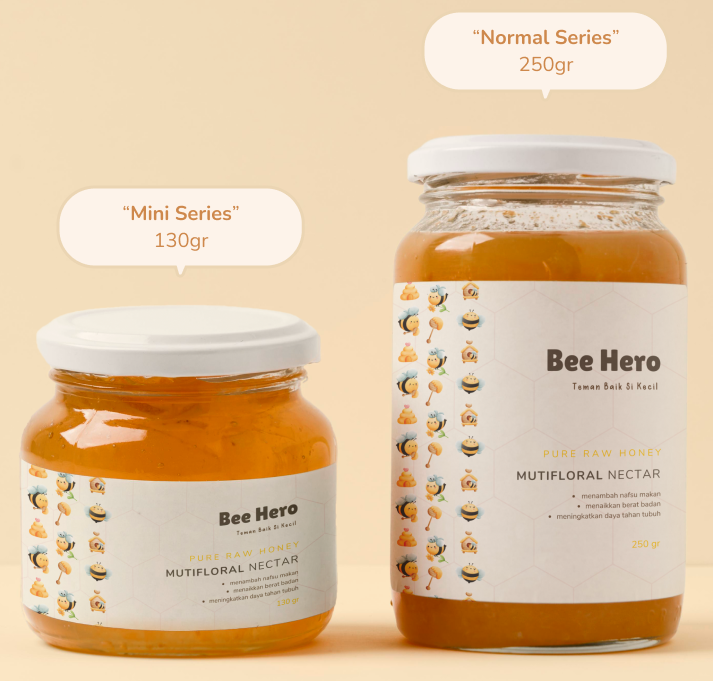 “Normal Series”
250gr
“Mini Series”
130gr
Bee Hero
Teman Baik Si Kecil
PURE RAW HONEY
MUTIFLORAL NECTAR
• menambah nafsu makan
• menaikkan berat badan
• meningkatkan daya tahan tubuh
130 gr
Bee Hero
Teman Baik Si Kecil
PURE RAW HONEY
MUTIFLORAL NECTAR
• menambah nafsu makan
• menaikkan berat badan
• meningkatkan daya tahan tubuh
250 gr